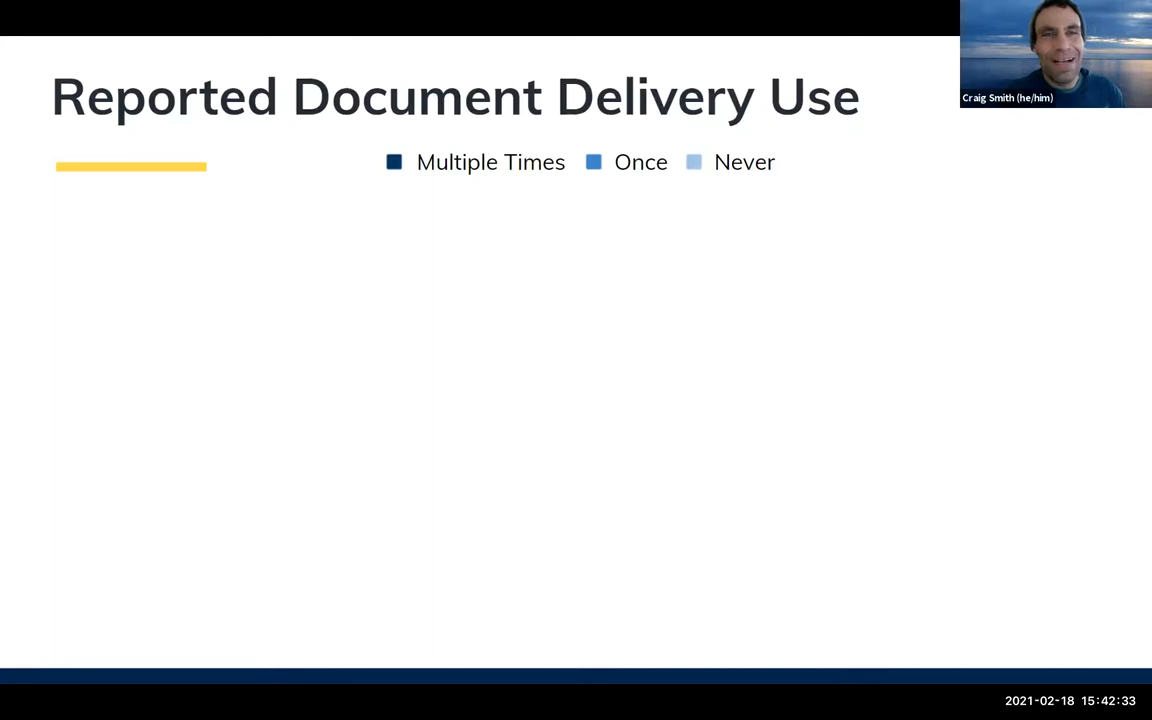 Reported Document Delivery Use
Craig Smith (he/him)
Multiple Times Once Never
2021-02-18 15:42:33